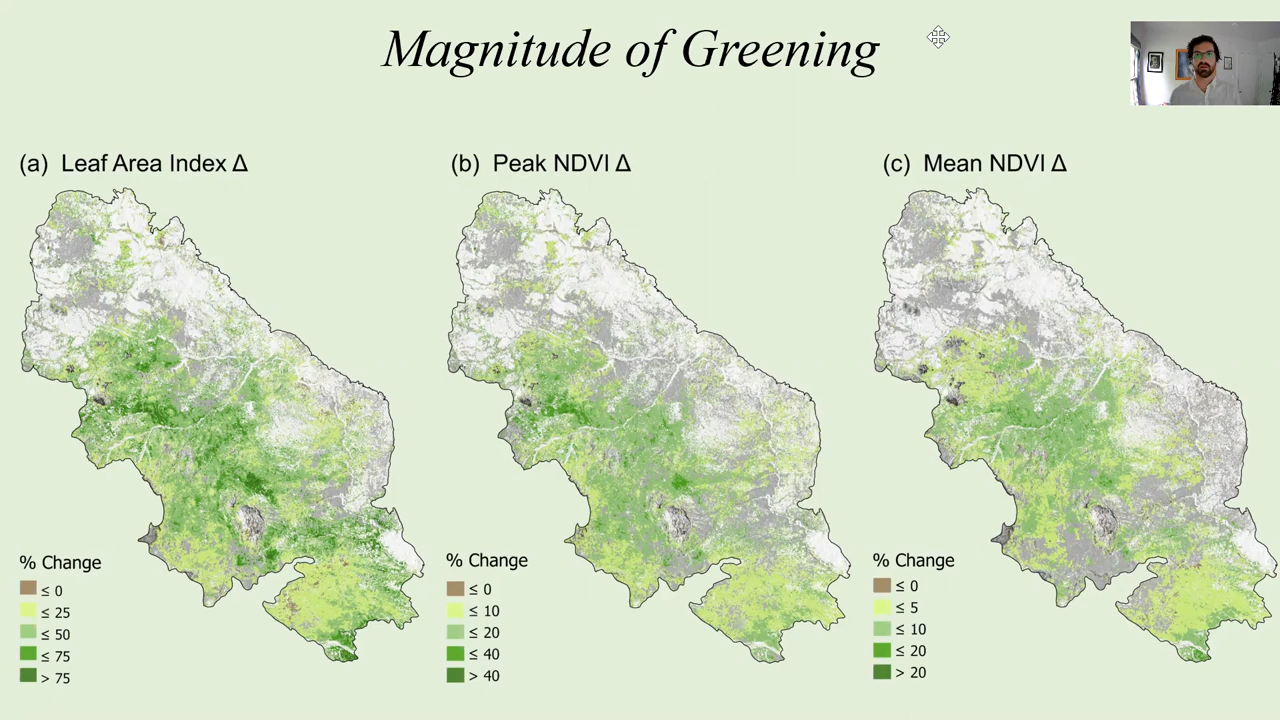 Magnitude of Greening
(a) Leaf Area Index Δ
% Change
≤ 0
≤ 25
≤ 50
≤ 75
> 75
(b) Peak NDVI Δ
% Change
≤ 0
≤ 10
≤ 20
≤ 40
> 40
(c) Mean NDVI Δ
% Change
≤ 0
≤ 5
≤ 10
≤ 20
> 20